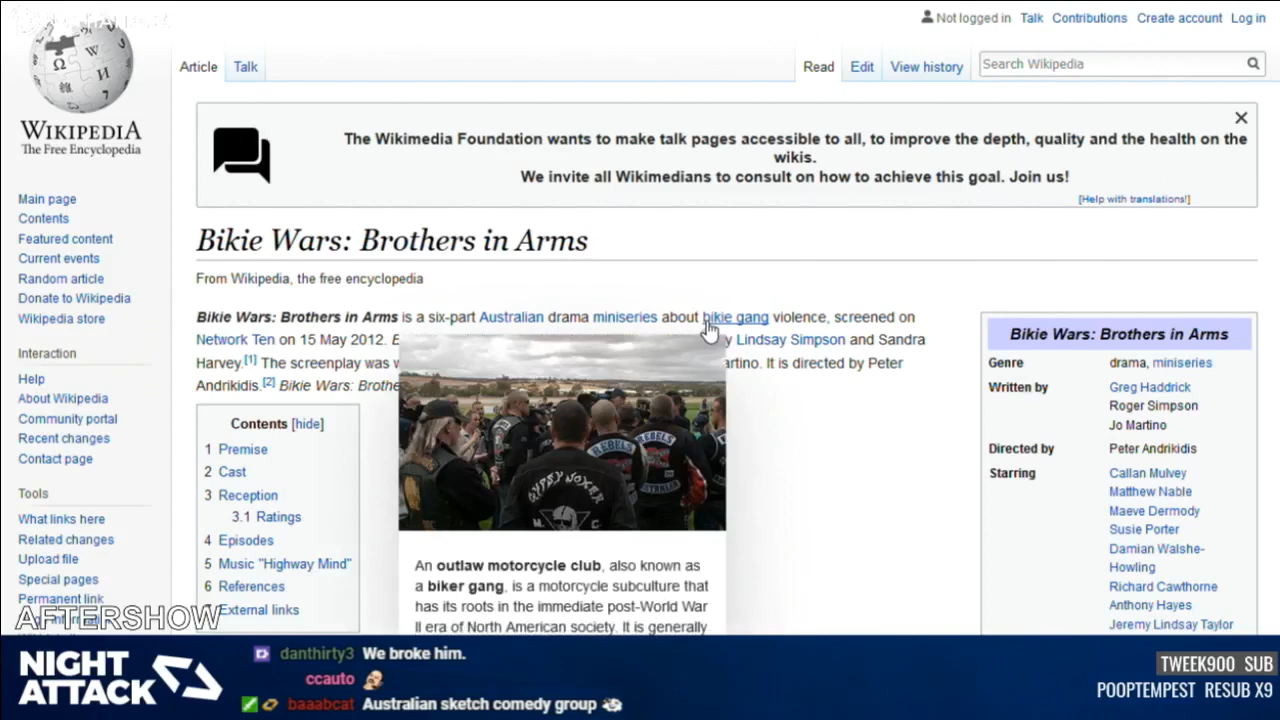 Not logged in Talk Contributions Create account Log in
Article Talk Read Edit View history Search Wikipedia
WIKIPEDIA
The Free Encyclopedia
The Wikimedia Foundation wants to make talk pages accessible to all, to improve the depth, quality and the health on the
wikis.
We invite all Wikimedians to consult on how to achieve this goal. Join us!
[Help with translations!]
Main page
Contents
Featured content
Current events
Random article
Donate to Wikipedia
Wikipedia store
Interaction
Help
About Wikipedia
Community portal
Recent changes
Contact page
Tools
What links here
Related changes
Upload file
Special pages
Permanent link
Bikie Wars: Brothers in Arms
From Wikipedia, the free encyclopedia
Bikie Wars: Brothers in Arms is a six-part Australian drama miniseries about bikie gang violence, screened on
Network Ten on 15 May 2012. Lindsay Simpson and Sandra
Harvey.[1] The screenplay was It is directed by Peter
Andrikidis.[2] Bikie Wars:
Contents [hide]
1 Premise
2 Cast
3 Reception
3.1 Ratings
4 Episodes
5 Music "Highway Mind"
6 References
External links
REBELS
REBELS
GYPSY JOKER
An outlaw motorcycle club, also known as
a biker gang, is a motorcycle subculture that
has its roots in the immediate post-World War
II era of North American society. It is generally
Bikie Wars: Brothers in Arms
Genre drama, miniseries
Written by Greg Haddrick
Roger Simpson
Jo Martino
Directed by Peter Andrikidis
Starring Callan Mulvey
Matthew Nable
Maeve Dermody
Susie Porter
Damian Walshe-
Howling
Richard Cawthorne
Anthony Hayes
Jeremy Lindsay Taylor
AFTERSHOW
NIGHT
ATTACK
danthirty3 We broke him.
ccauto
baaabcat Australian sketch comedy group
TWEEK900 SUB
POOPTEMPEST RESUB X9